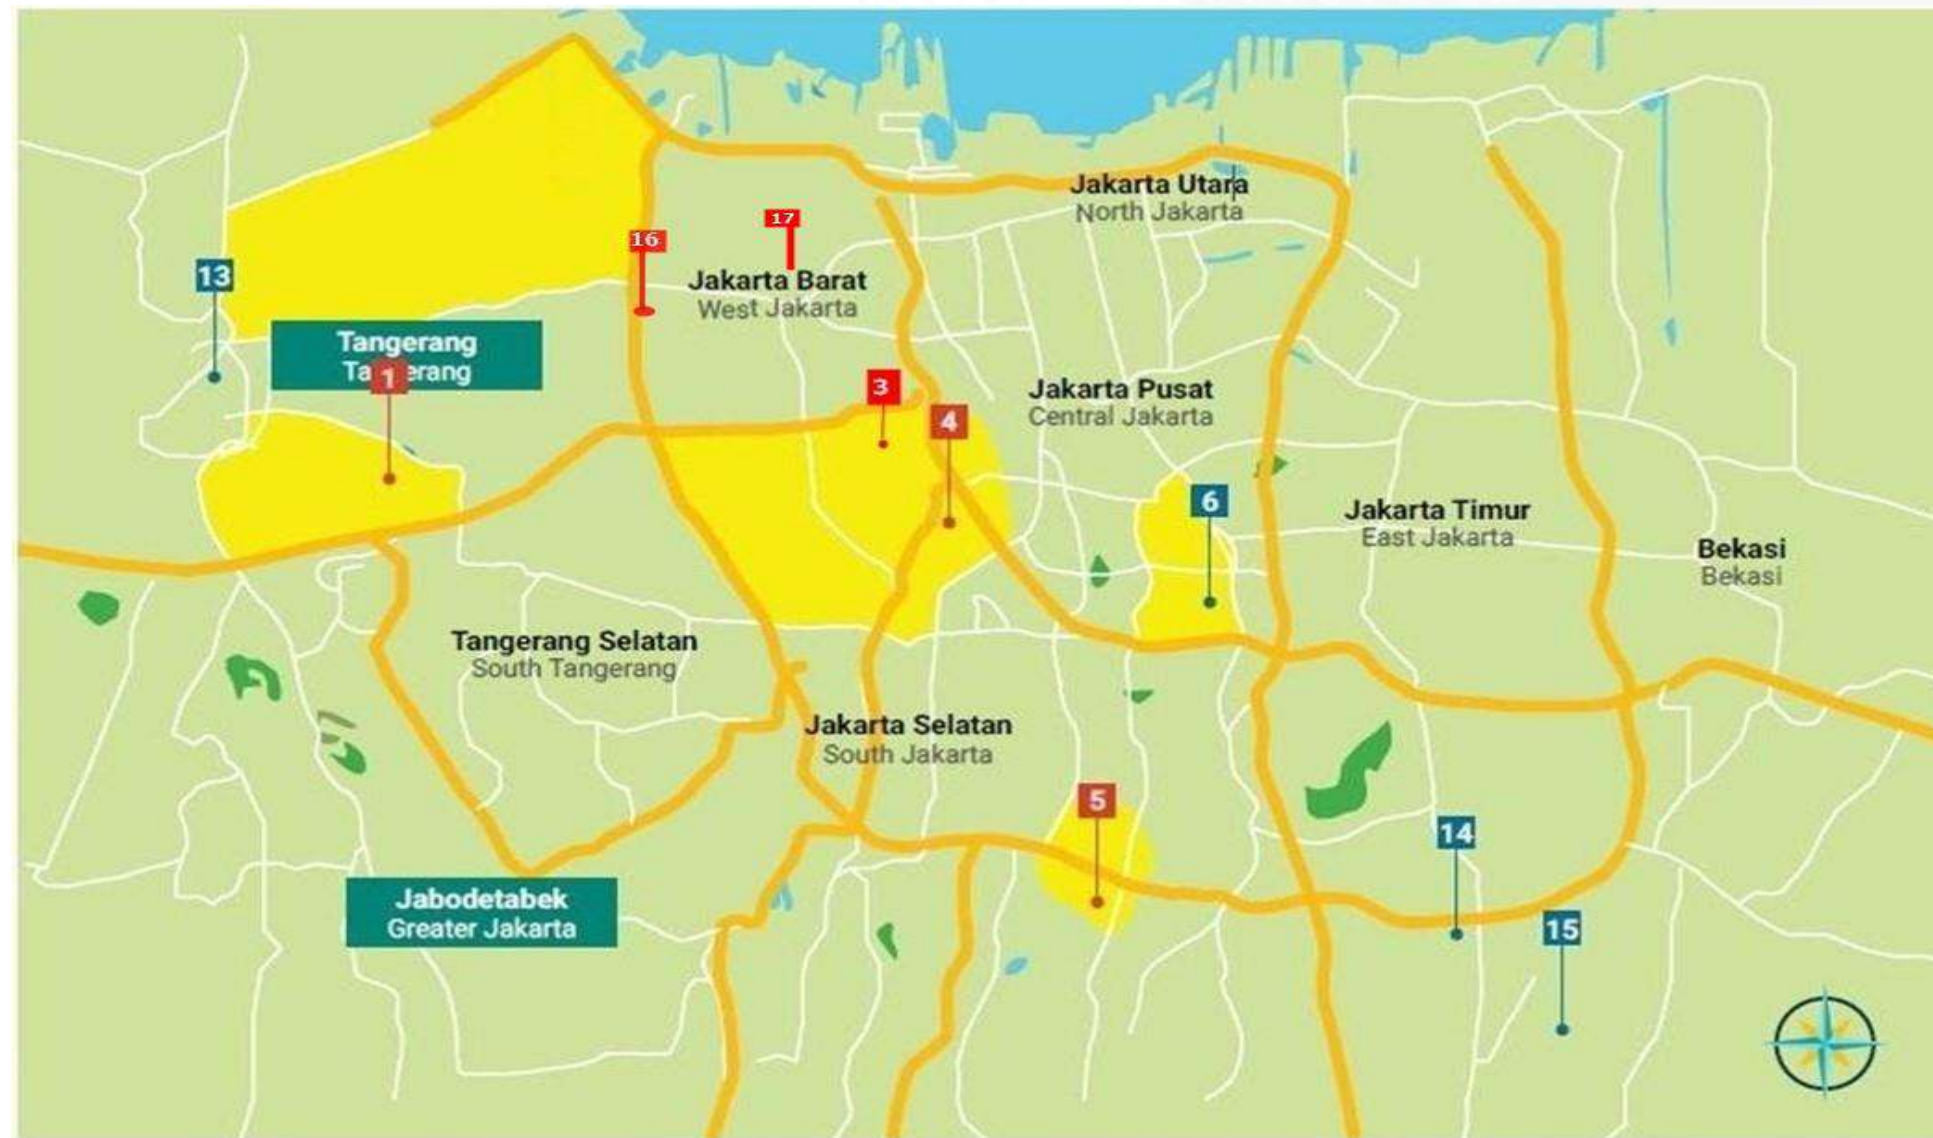 Jakarta Utara
North Jakarta
17
16
13
Jakarta Barat
West Jakarta
Tangerang
Tangerang
1
3
4
Jakarta Pusat
Central Jakarta
6
Jakarta Timur
East Jakarta
Bekasi
Bekasi
Tangerang Selatan
South Tangerang
Jakarta Selatan
South Jakarta
5
14
Jabodetabek
Greater Jakarta
15